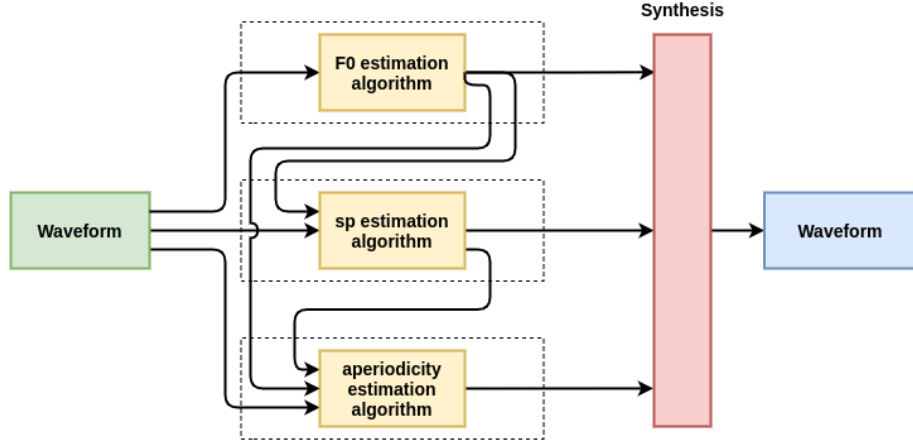 Synthesis
F0 estimation
algorithm
Waveform
sp estimation
algorithm
Waveform
aperiodicity
estimation
algorithm